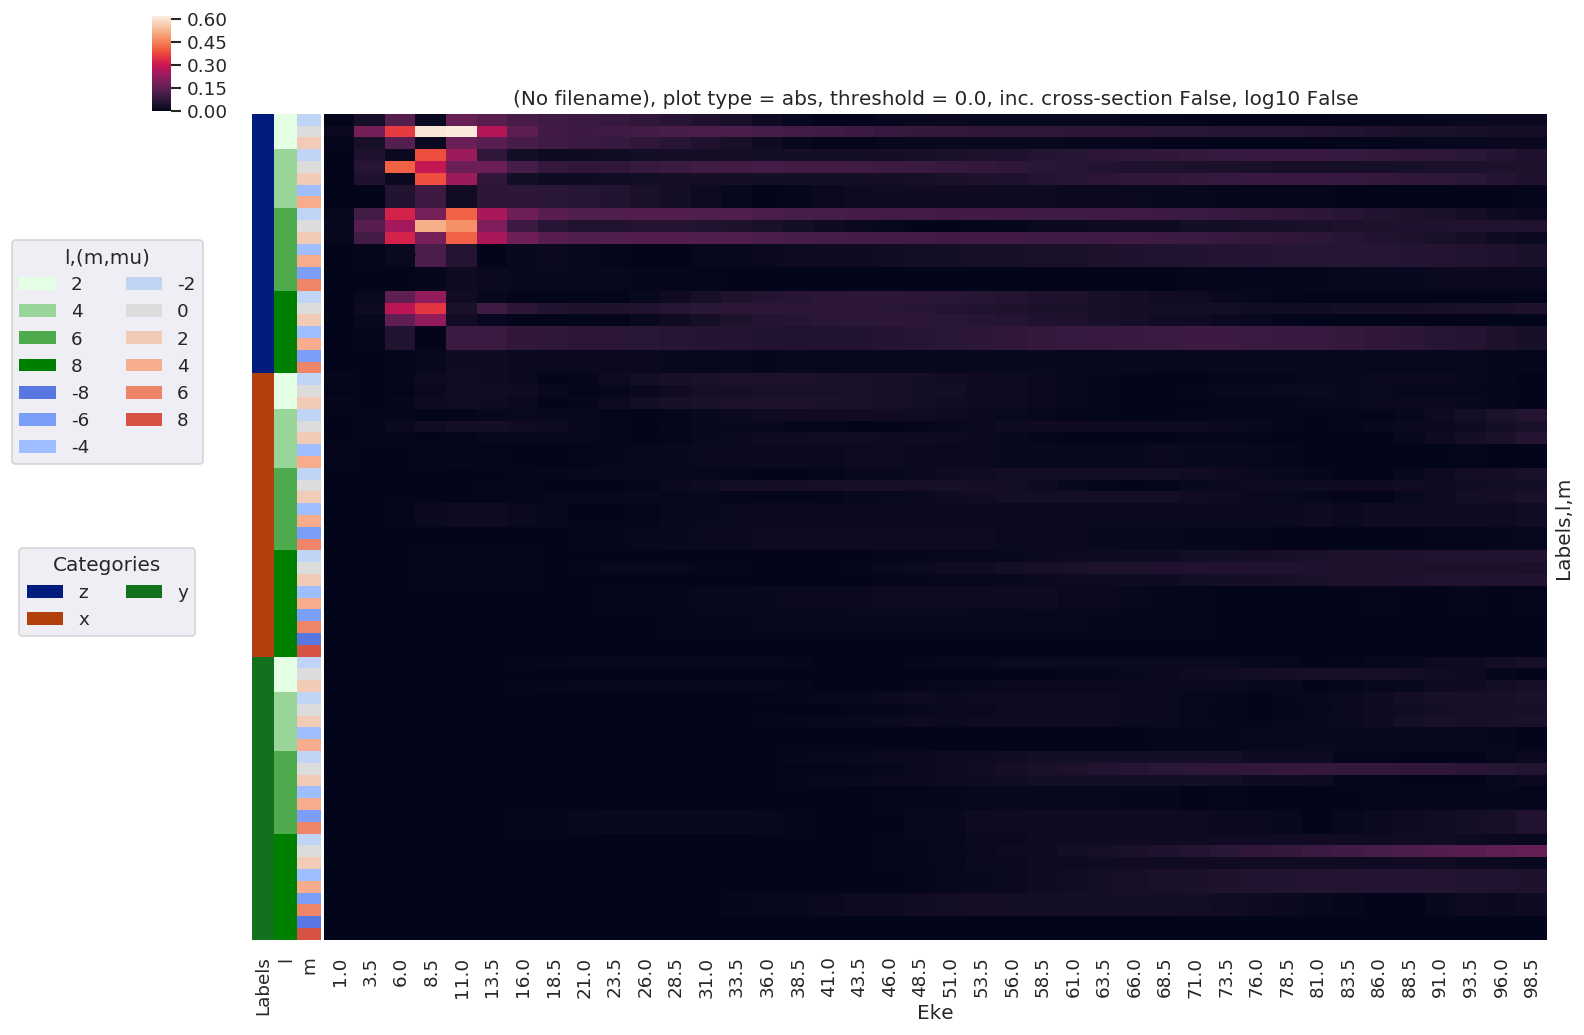 0.60
0.45
0.30
0.15
0.00
(No filename), plot type = abs, threshold = 0.0, inc. cross-section False, log10 False
l,(m,mu)
2 -2
4 0
6 2
8 4
-8 6
-6 8
-4
Categories
z y
x
Labels,l,m
Labels l m 1.0 3.5 6.0 8.5 11.0 13.5 16.0 18.5 21.0 23.5 26.0 28.5 31.0 33.5 36.0 38.5 41.0 43.5 46.0 48.5 51.0 53.5 56.0 58.5 61.0 63.5 66.0 68.5 71.0 73.5 76.0 78.5 81.0 83.5 86.0 88.5 91.0 93.5 96.0 98.5
Eke